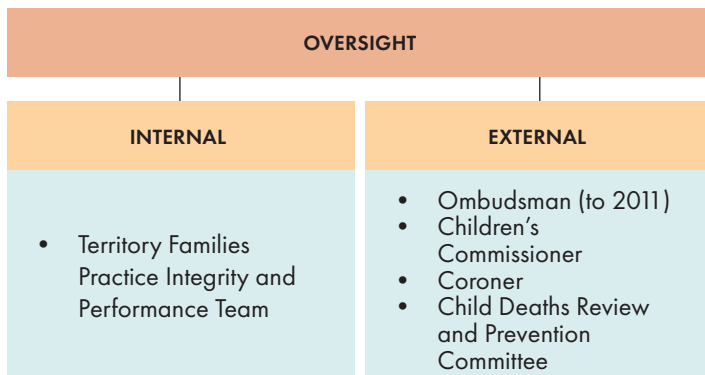 OVERSIGHT
INTERNAL
• Territory Families
Practice Integrity and
Performance Team
EXTERNAL
• Ombudsman (to 2011)
• Children’s
Commissioner
• Coroner
• Child Deaths Review
and Prevention
Committee